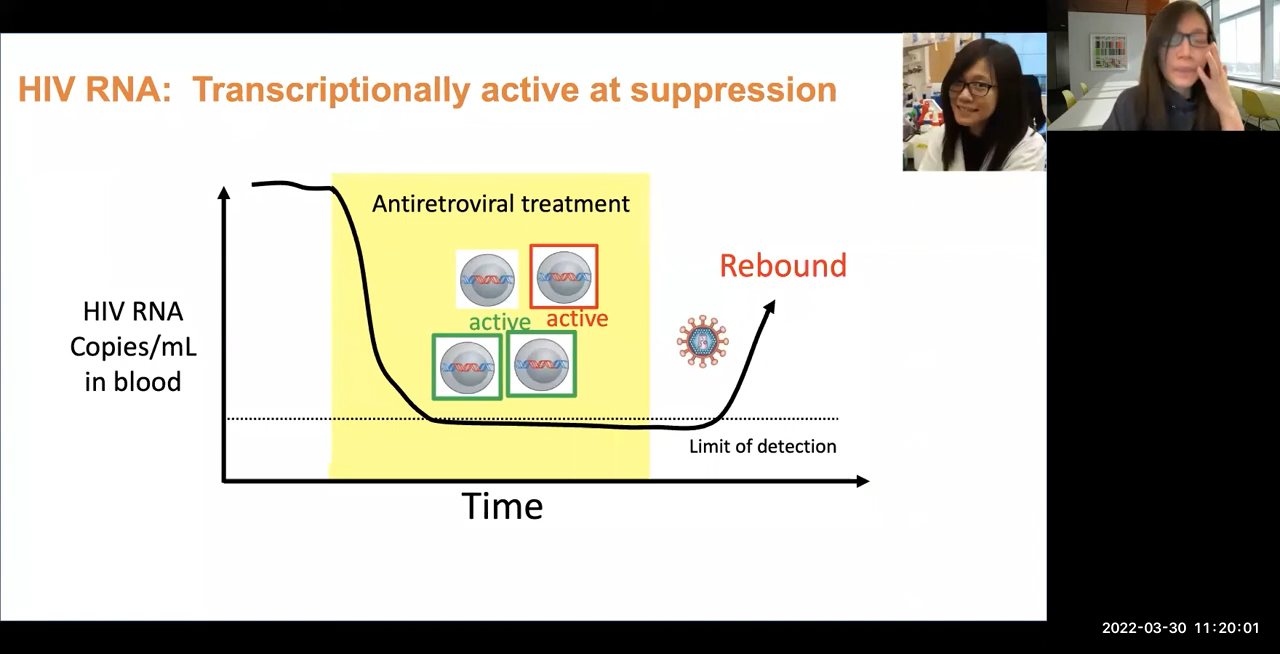 HIV RNA:  Transcriptionally active at suppression
Antiretroviral treatment
Rebound
active active
HIV RNA
Copies/mL
in blood
Limit of detection
Time
2022-03-30 11:20:01